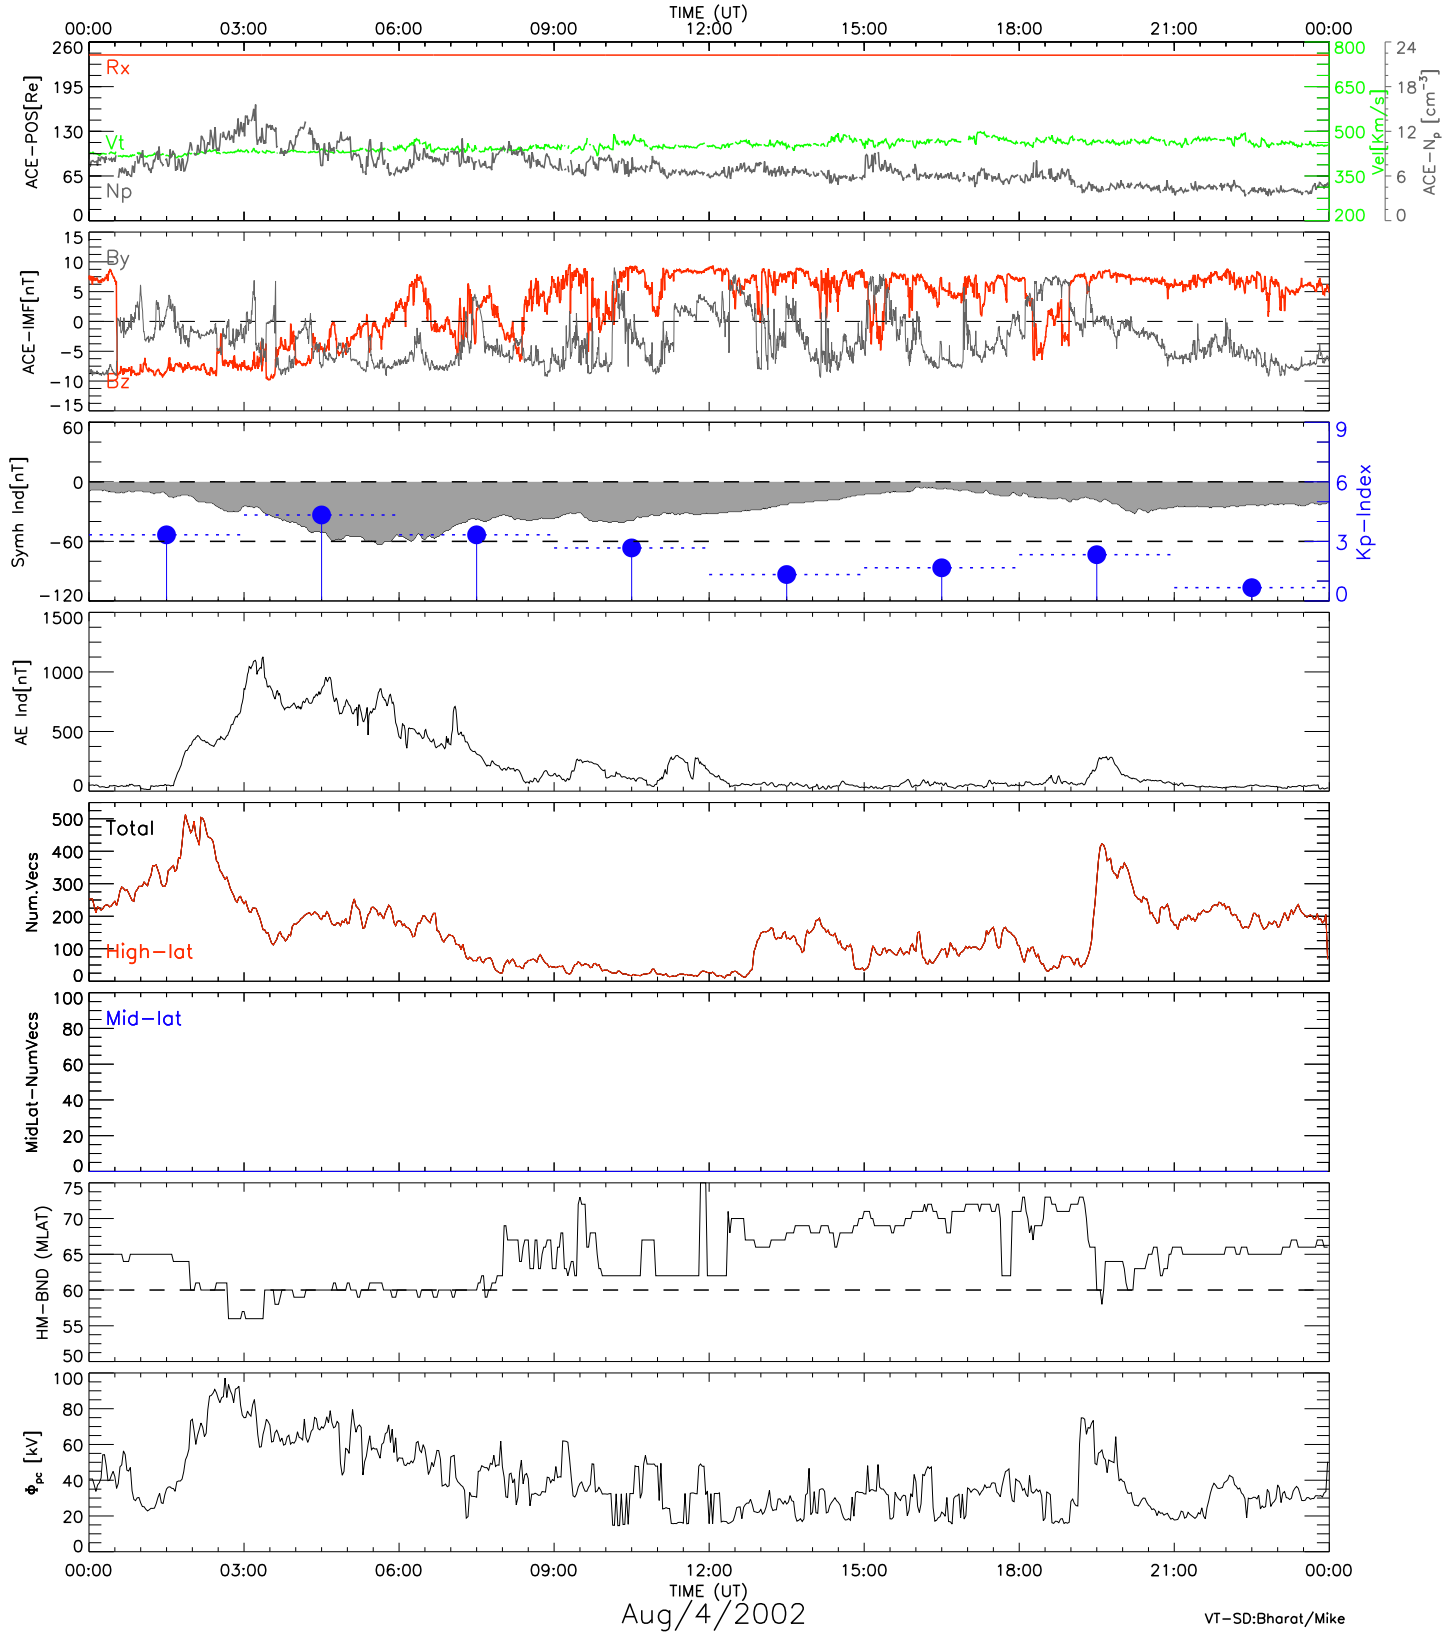 TIME (UT)
00:00 03:00 06:00 09:00 12:00 15:00 18:00 21:00 00:00
ACE-POS[Re]
260
195
130
65
0
Rx
Vt
Np
800
650
500
350
200
Vel[Km/s]
24
18
12
6
0
ACE-Np [cm⁻³]
ACE-IMF[nT]
15
10
5
0
-5
-10
-15
By
Bz
Symh Ind[nT]
60
0
-60
-120
9
6
3
0
Kp-Index
AE Ind[nT]
1500
1000
500
0
Num.Vecs
500
400
300
200
100
0
Total
High-lat
MidLat-NumVecs
100
80
60
40
20
0
Mid-lat
HM-BND (MLAT)
75
70
65
60
55
50
Φpc [kV]
100
80
60
40
20
0
00:00 03:00 06:00 09:00 12:00 15:00 18:00 21:00 00:00
TIME (UT)
Aug/4/2002
VT-SD:Bharat/Mike